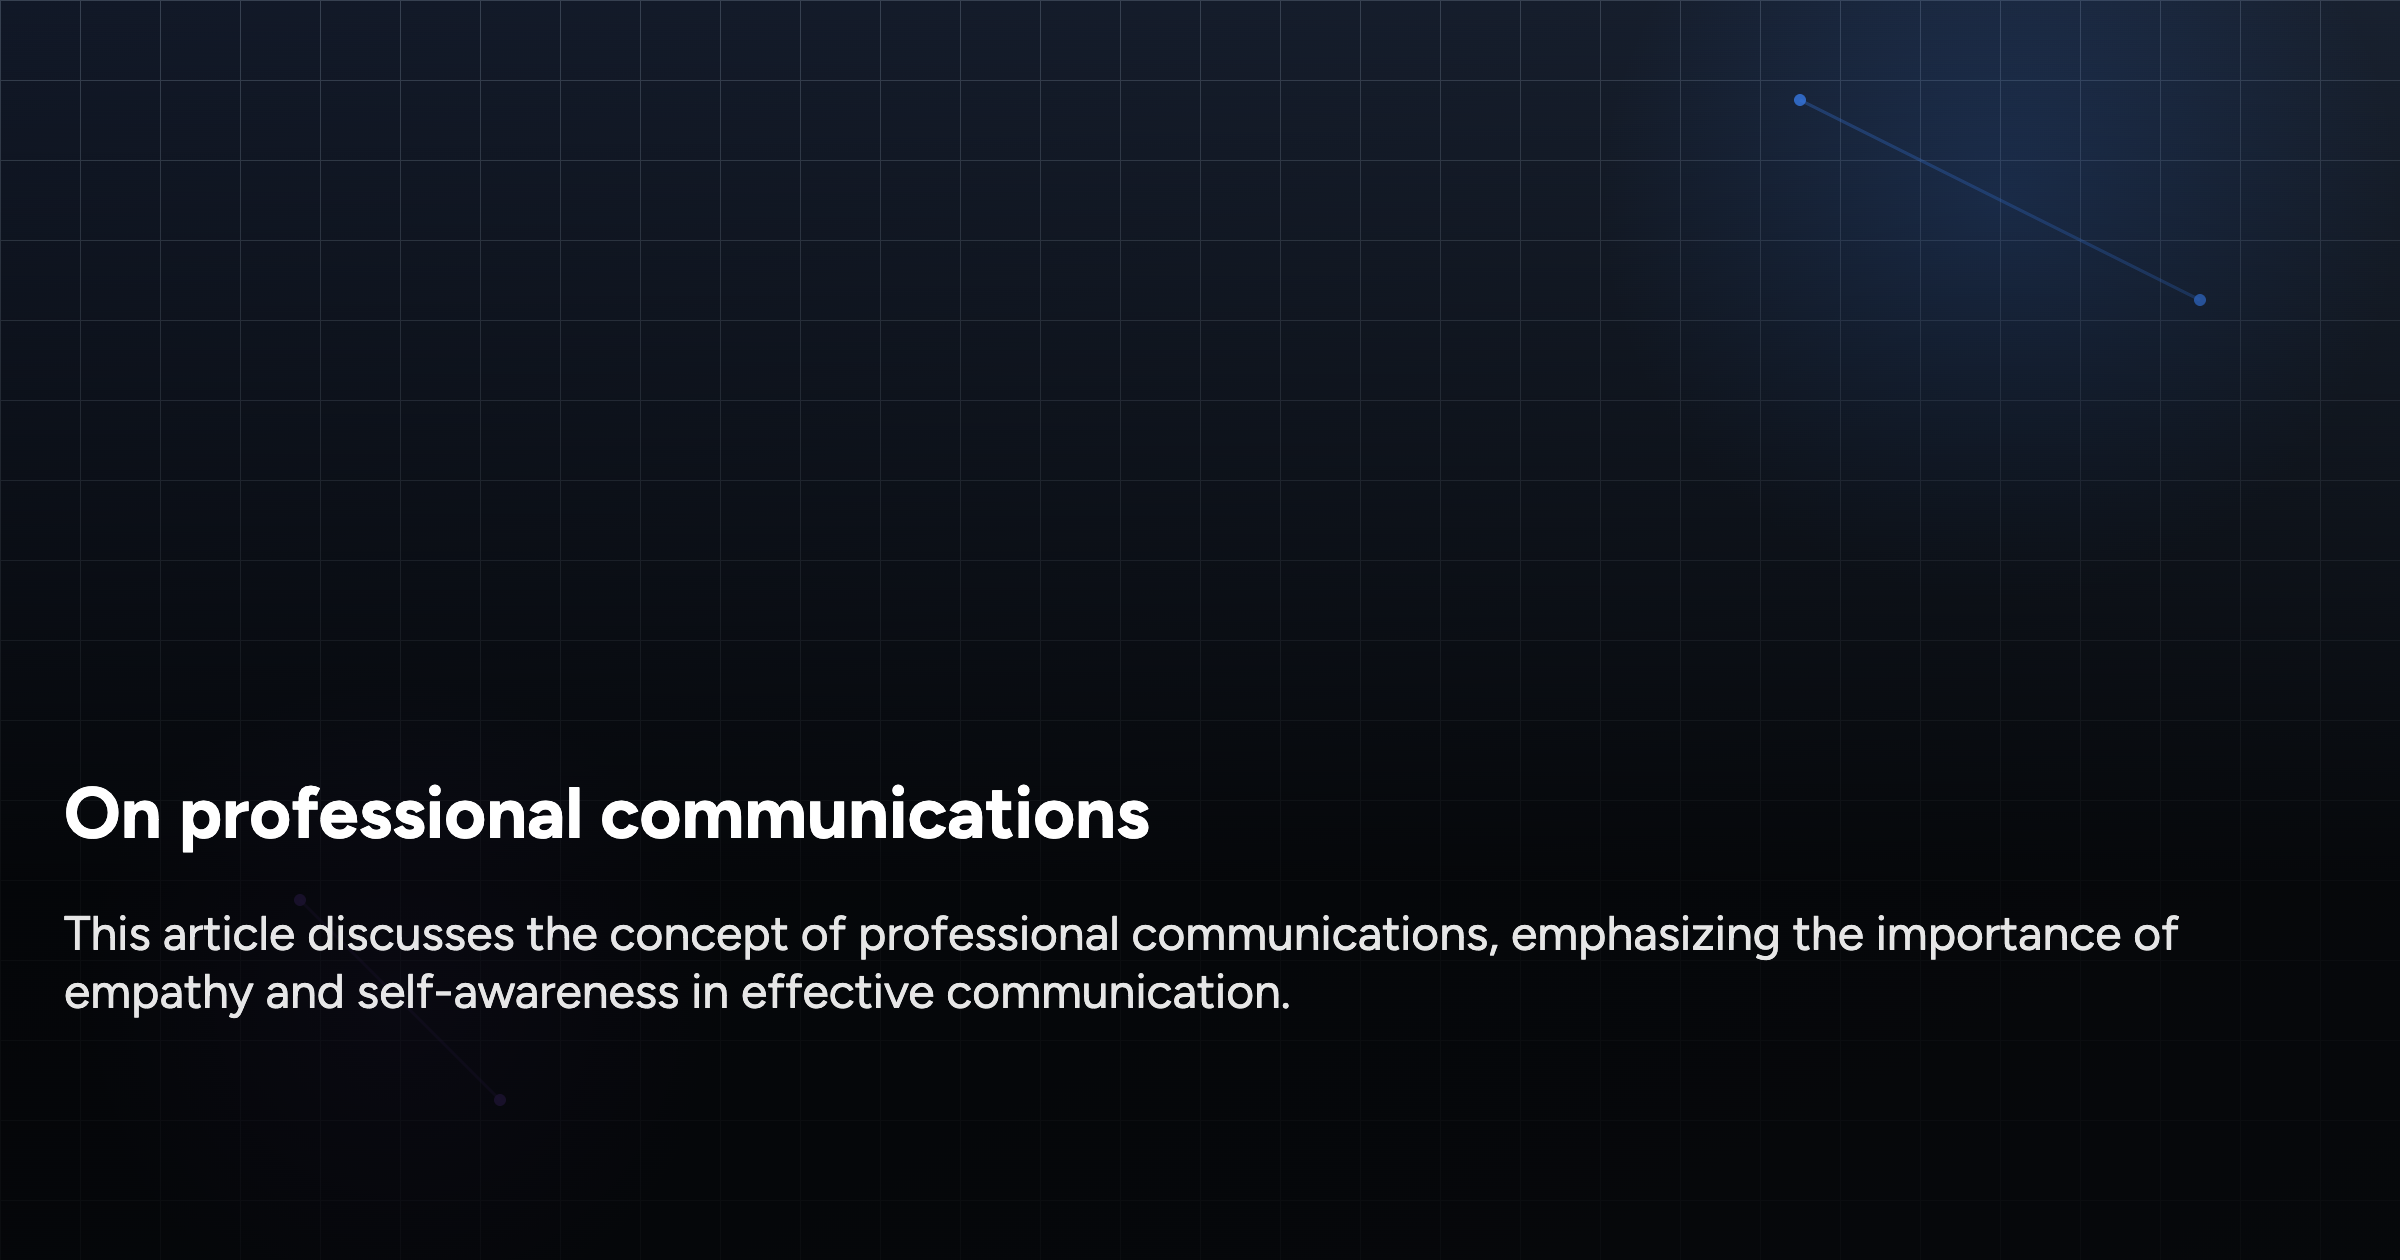 On professional communications
This article discusses the concept of professional communications, emphasizing the importance of
empathy and self-awareness in effective communication.